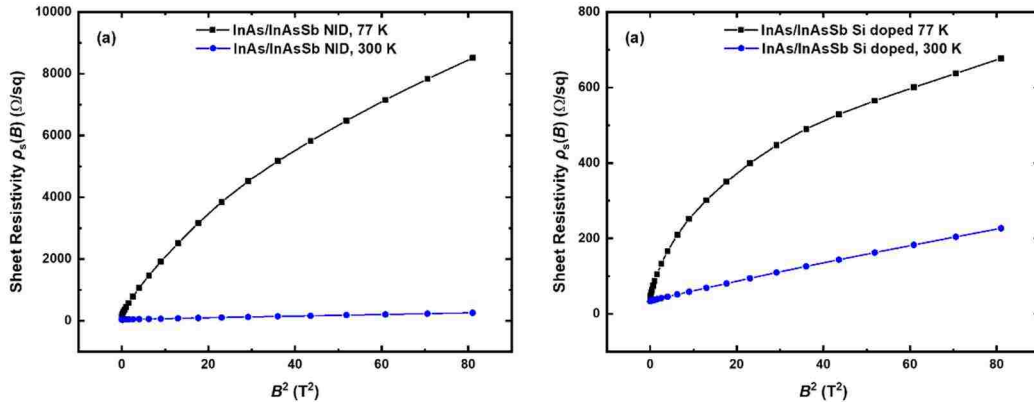 (a)
InAs/InAsSb NID, 77 K
InAs/InAsSb NID, 300 K
Sheet Resistivity ρs(B) (Ω/sq)
10000
8000
6000
4000
2000
0
0 20 40 60 80
B² (T²)
(a)
InAs/InAsSb Si doped 77 K
InAs/InAsSb Si doped, 300 K
Sheet Resistivity ρs(B) (Ω/sq)
800
600
400
200
0
0 20 40 60 80
B² (T²)